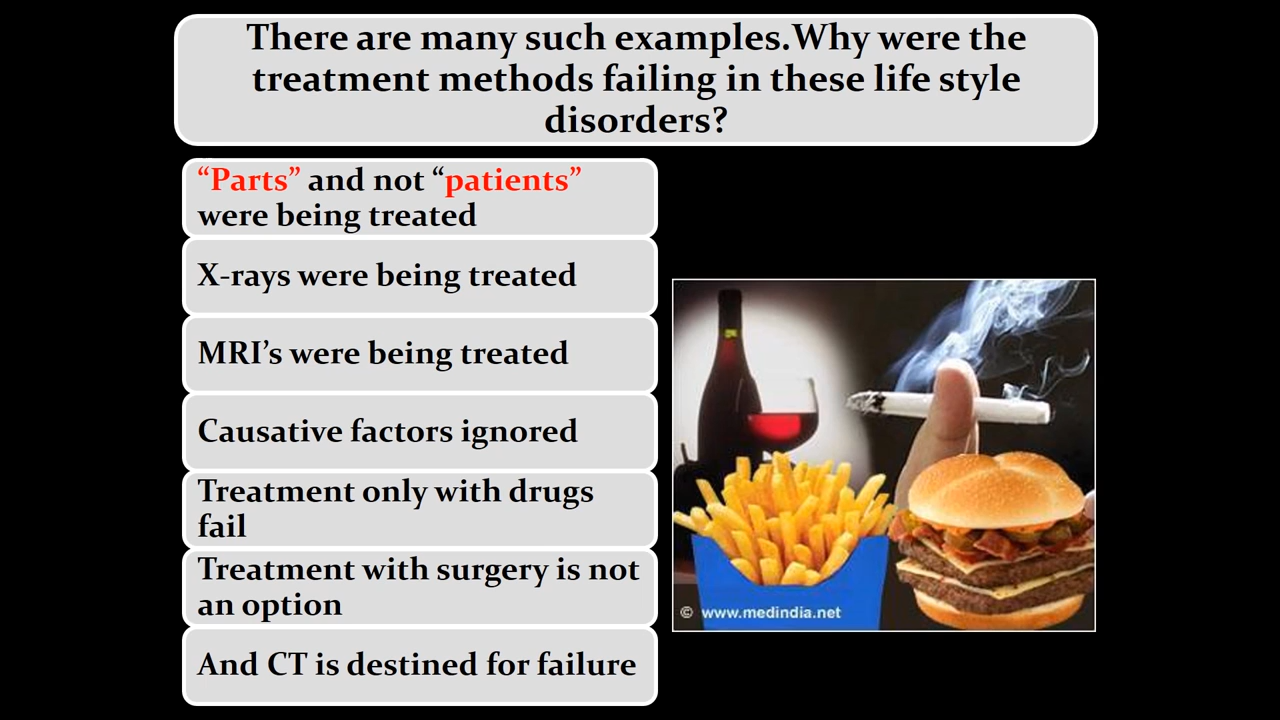 There are many such examples.Why were the
treatment methods failing in these life style
disorders?
“Parts” and not “patients”
were being treated
X-rays were being treated
MRI’s were being treated
Causative factors ignored
Treatment only with drugs
fail
Treatment with surgery is not
an option
And CT is destined for failure
© www.medindia.net